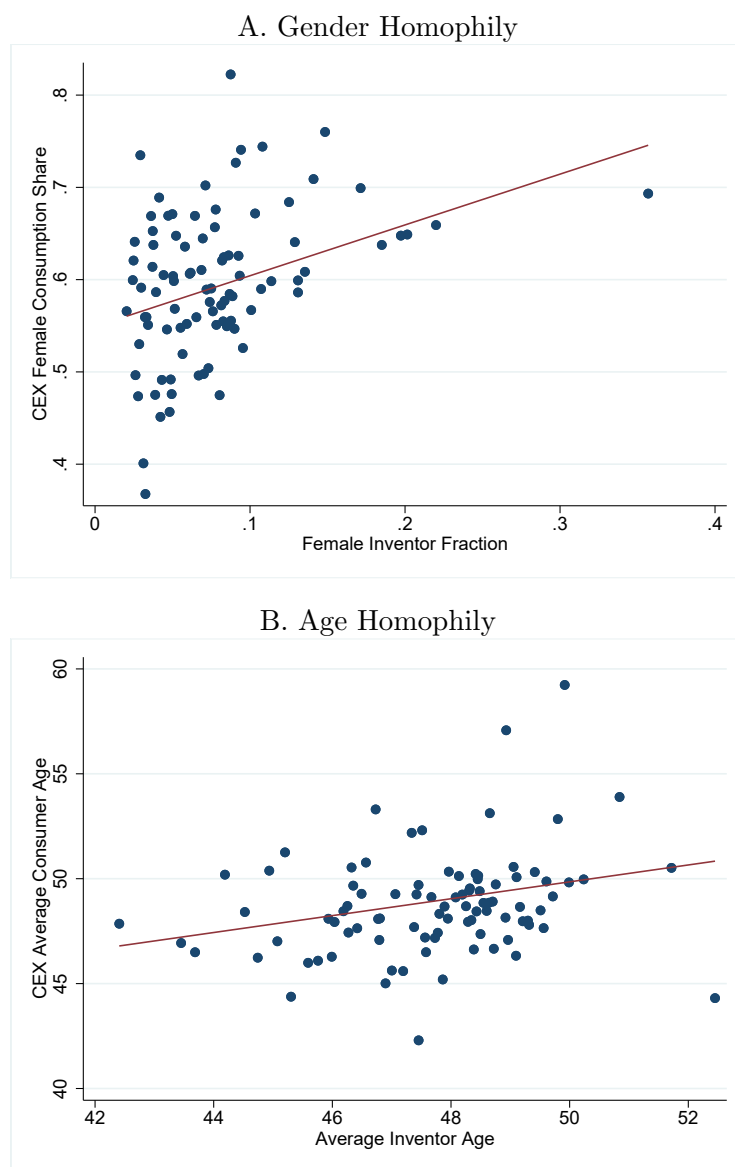 A. Gender Homophily
CEX Female Consumption Share
.8
.7
.6
.5
.4
0 .1 .2 .3 .4
Female Inventor Fraction
B. Age Homophily
CEX Average Consumer Age
60
55
50
45
40
42 44 46 48 50 52
Average Inventor Age